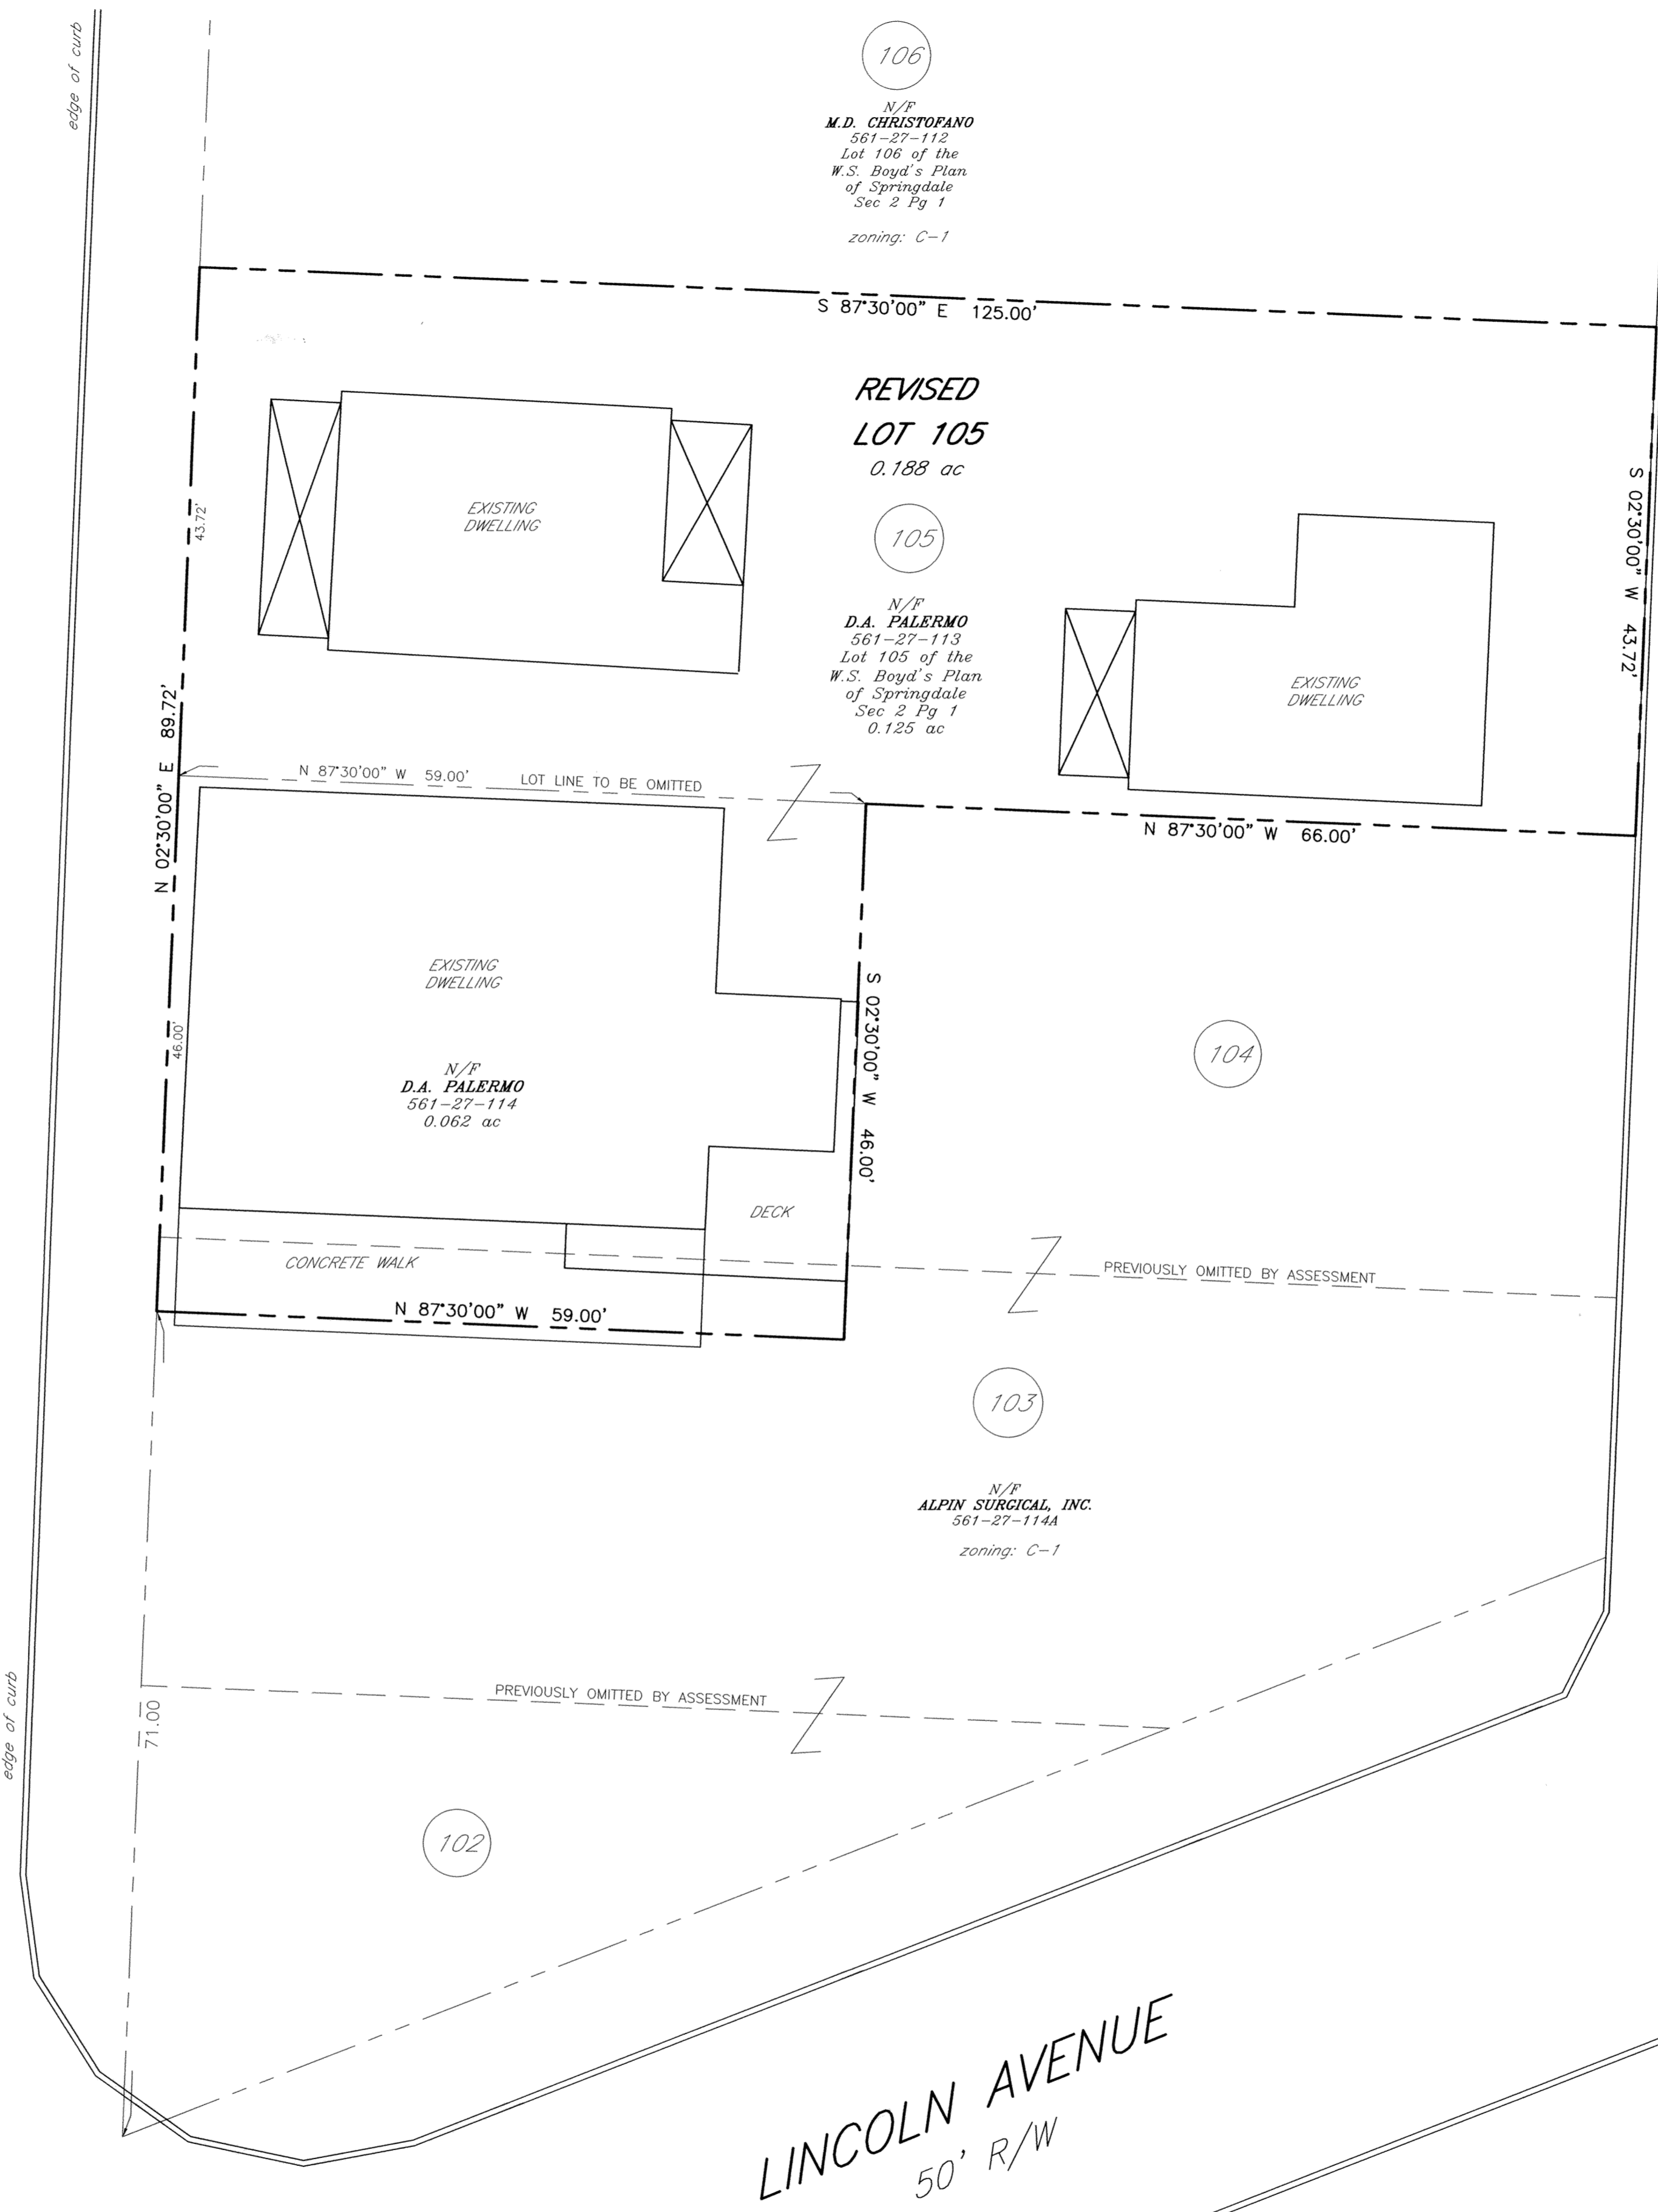 edge of curb
106
N/F
M.D. CHRISTOFANO
561-27-112
Lot 106 of the
W.S. Boyd's Plan
of Springdale
Sec 2 Pg 1
zoning: C-1
S 87°30'00" E 125.00'
REVISED
LOT 105
0.188 ac
105
N/F
D.A. PALERMO
561-27-113
Lot 105 of the
W.S. Boyd's Plan
of Springdale
Sec 2 Pg 1
0.125 ac
EXISTING
DWELLING
43.72'
S 02°30'00" W 43.72'
EXISTING
DWELLING
N 02°30'00" E 89.72'
N 87°30'00" W 59.00' LOT LINE TO BE OMITTED
N 87°30'00" W 66.00'
EXISTING
DWELLING
46.00'
N/F
D.A. PALERMO
561-27-114
0.062 ac
S 02°30'00" W 46.00'
104
DECK
CONCRETE WALK
PREVIOUSLY OMITTED BY ASSESSMENT
N 87°30'00" W 59.00'
103
N/F
ALPIN SURGICAL, INC.
561-27-114A
zoning: C-1
edge of curb
71.00
PREVIOUSLY OMITTED BY ASSESSMENT
102
LINCOLN AVENUE
50' R/W